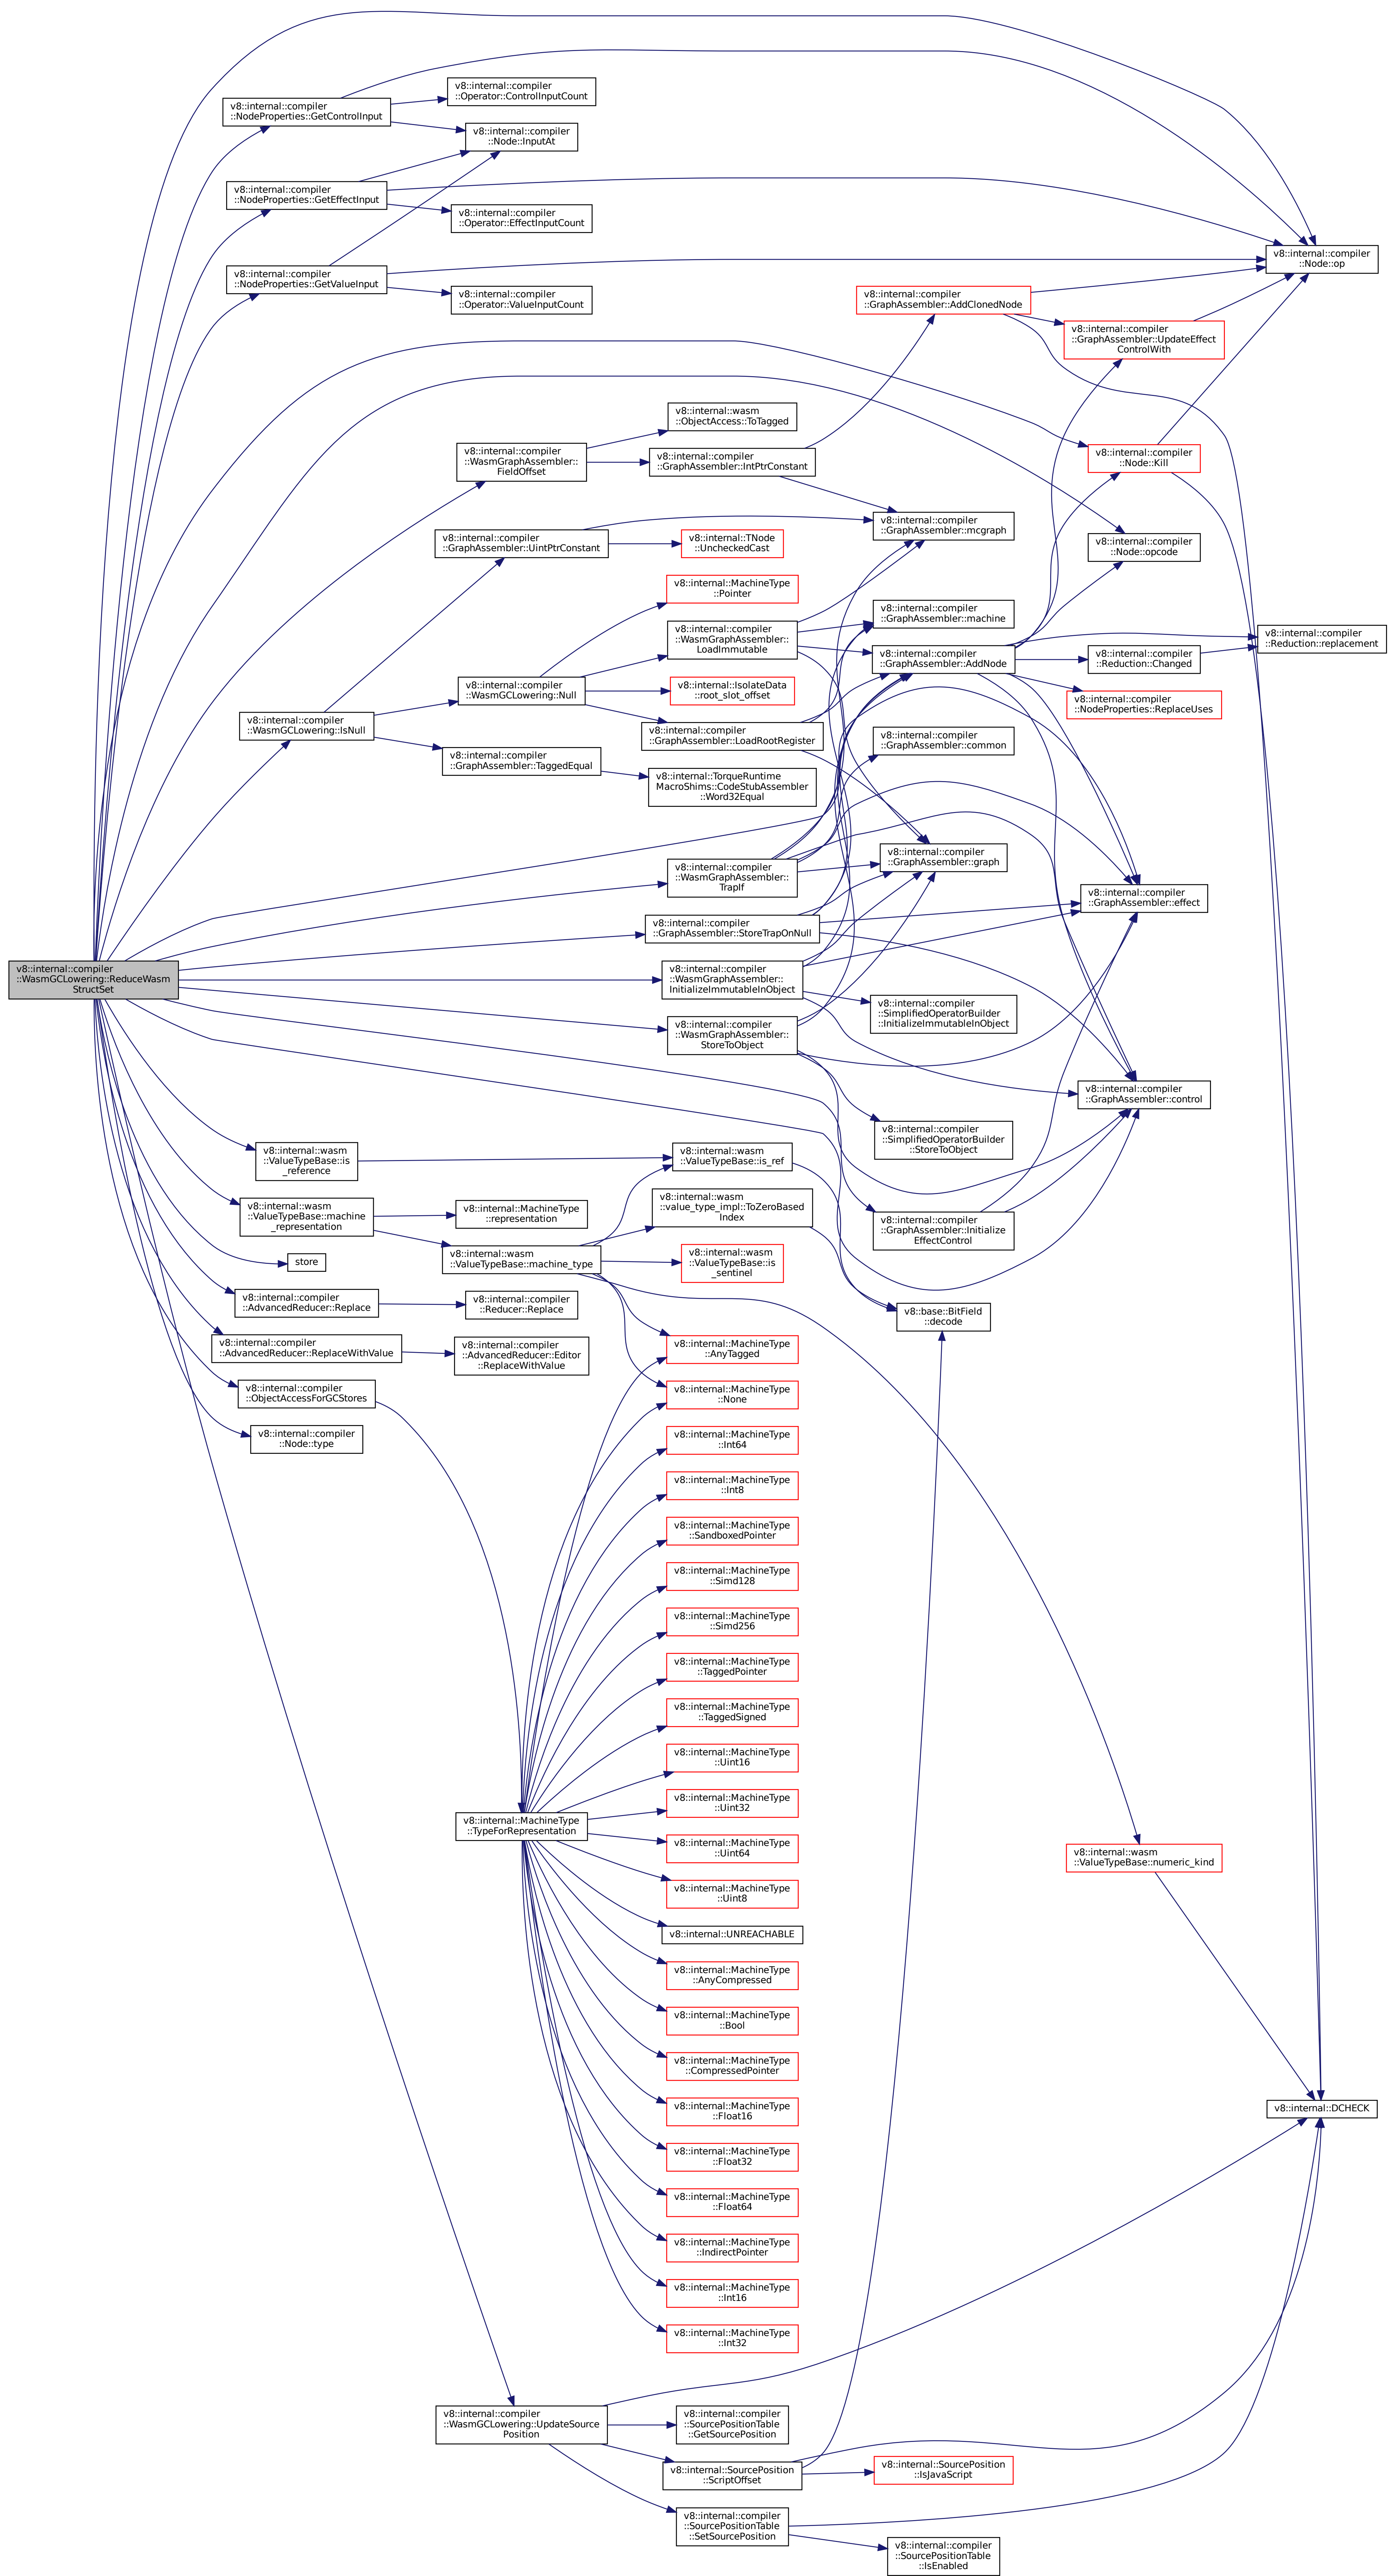 v8::internal::compiler
::WasmGCLowering::ReduceWasm
StructSet
v8::internal::compiler
::NodeProperties::GetControlInput
v8::internal::compiler
::Operator::ControlInputCount
v8::internal::compiler
::Node::InputAt
v8::internal::compiler
::NodeProperties::GetEffectInput
v8::internal::compiler
::Operator::EffectInputCount
v8::internal::compiler
::NodeProperties::GetValueInput
v8::internal::compiler
::Operator::ValueInputCount
v8::internal::compiler
::Node::op
v8::internal::compiler
::GraphAssembler::AddClonedNode
v8::internal::compiler
::GraphAssembler::UpdateEffect
ControlWith
v8::internal::wasm
::ObjectAccess::ToTagged
v8::internal::compiler
::WasmGraphAssembler::
FieldOffset
v8::internal::compiler
::GraphAssembler::IntPtrConstant
v8::internal::compiler
::Node::Kill
v8::internal::compiler
::GraphAssembler::mcgraph
v8::internal::compiler
::GraphAssembler::UintPtrConstant
v8::internal::TNode
::UncheckedCast
v8::internal::compiler
::Node::opcode
v8::internal::MachineType
::Pointer
v8::internal::compiler
::GraphAssembler::machine
v8::internal::compiler
::WasmGraphAssembler::
LoadImmutable
v8::internal::compiler
::GraphAssembler::AddNode
v8::internal::compiler
::Reduction::Changed
v8::internal::compiler
::Reduction::replacement
v8::internal::compiler
::WasmGCLowering::Null
v8::internal::IsolateData
::root_slot_offset
v8::internal::compiler
::NodeProperties::ReplaceUses
v8::internal::compiler
::WasmGCLowering::IsNull
v8::internal::compiler
::GraphAssembler::LoadRootRegister
v8::internal::compiler
::GraphAssembler::common
v8::internal::compiler
::GraphAssembler::TaggedEqual
v8::internal::TorqueRuntime
MacroShims::CodeStubAssembler
::Word32Equal
v8::internal::compiler
::WasmGraphAssembler::
TrapIf
v8::internal::compiler
::GraphAssembler::graph
v8::internal::compiler
::GraphAssembler::effect
v8::internal::compiler
::GraphAssembler::StoreTrapOnNull
v8::internal::compiler
::WasmGraphAssembler::
InitializeImmutableInObject
v8::internal::compiler
::SimplifiedOperatorBuilder
::InitializeImmutableInObject
v8::internal::compiler
::WasmGraphAssembler::
StoreToObject
v8::internal::compiler
::GraphAssembler::control
v8::internal::compiler
::SimplifiedOperatorBuilder
::StoreToObject
v8::internal::wasm
::ValueTypeBase::is
_reference
v8::internal::wasm
::ValueTypeBase::is_ref
v8::internal::wasm
::ValueTypeBase::machine
_representation
v8::internal::MachineType
::representation
v8::internal::wasm
::value_type_impl::ToZeroBased
Index
v8::internal::compiler
::GraphAssembler::Initialize
EffectControl
v8::internal::wasm
::ValueTypeBase::machine_type
v8::internal::wasm
::ValueTypeBase::is
_sentinel
store
v8::internal::compiler
::AdvancedReducer::Replace
v8::internal::compiler
::Reducer::Replace
v8::base::BitField
::decode
v8::internal::compiler
::AdvancedReducer::ReplaceWithValue
v8::internal::compiler
::AdvancedReducer::Editor
::ReplaceWithValue
v8::internal::MachineType
::AnyTagged
v8::internal::compiler
::ObjectAccessForGCStores
v8::internal::MachineType
::None
v8::internal::compiler
::Node::type
v8::internal::MachineType
::Int64
v8::internal::MachineType
::Int8
v8::internal::MachineType
::SandboxedPointer
v8::internal::MachineType
::Simd128
v8::internal::MachineType
::Simd256
v8::internal::MachineType
::TaggedPointer
v8::internal::MachineType
::TaggedSigned
v8::internal::MachineType
::Uint16
v8::internal::MachineType
::TypeForRepresentation
v8::internal::MachineType
::Uint32
v8::internal::MachineType
::Uint64
v8::internal::wasm
::ValueTypeBase::numeric_kind
v8::internal::MachineType
::Uint8
v8::internal::UNREACHABLE
v8::internal::MachineType
::AnyCompressed
v8::internal::MachineType
::Bool
v8::internal::MachineType
::CompressedPointer
v8::internal::MachineType
::Float16
v8::internal::DCHECK
v8::internal::MachineType
::Float32
v8::internal::MachineType
::Float64
v8::internal::MachineType
::IndirectPointer
v8::internal::MachineType
::Int16
v8::internal::MachineType
::Int32
v8::internal::compiler
::WasmGCLowering::UpdateSource
Position
v8::internal::compiler
::SourcePositionTable
::GetSourcePosition
v8::internal::SourcePosition
::ScriptOffset
v8::internal::SourcePosition
::IsJavaScript
v8::internal::compiler
::SourcePositionTable
::SetSourcePosition
v8::internal::compiler
::SourcePositionTable
::IsEnabled